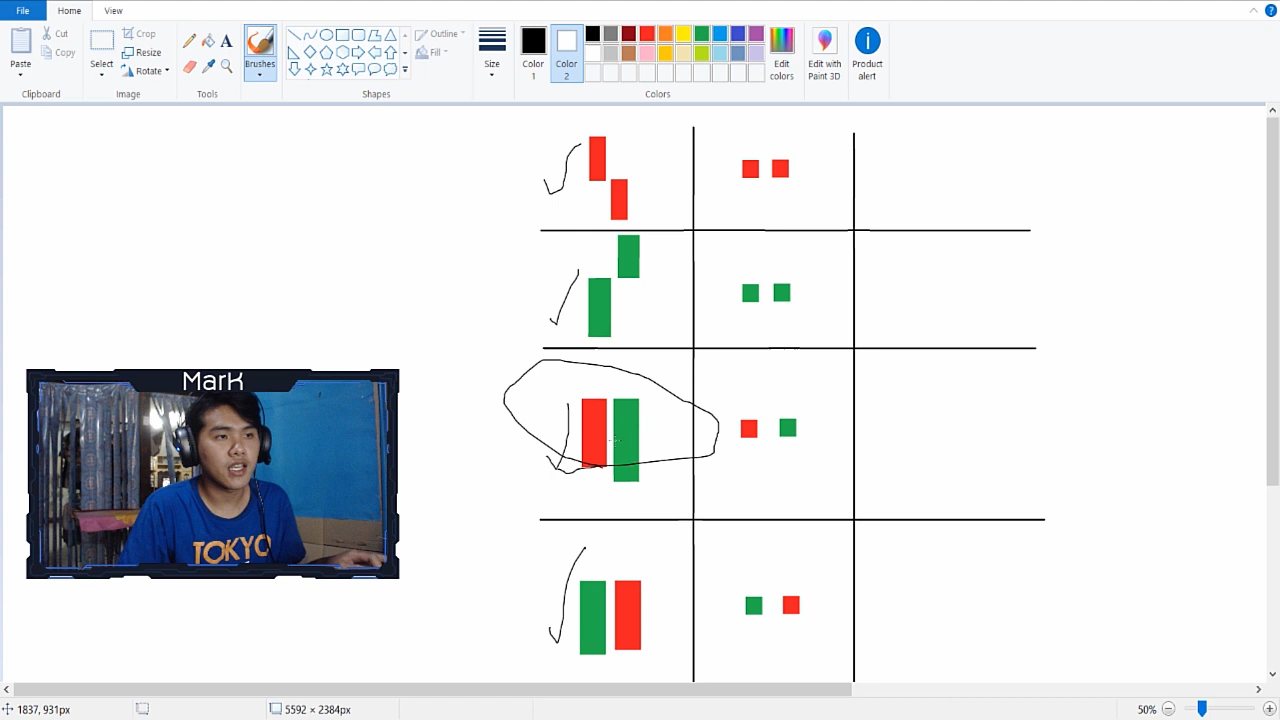 File
Home
View
Paste
Cut
Copy
Clipboard
Select
Crop
Resize
Rotate
Image
A
Tools
Brushes
Outline
Fill
Shapes
Size
Color
1
Color
2
Edit
colors
Colors
Edit with
Paint 3D
Product
alert
MarK
TOKYO
1837, 931px
5592 × 2384px
50%